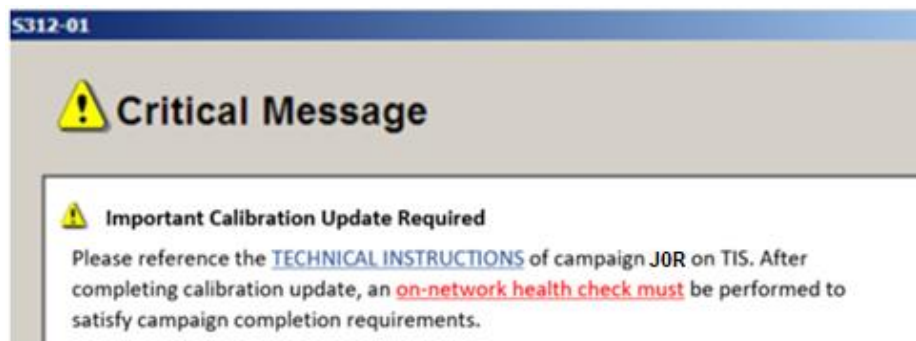 S312-01
Critical Message
Important Calibration Update Required
Please reference the TECHNICAL INSTRUCTIONS of campaign J0R on TIS. After
completing calibration update, an on-network health check must be performed to
satisfy campaign completion requirements.